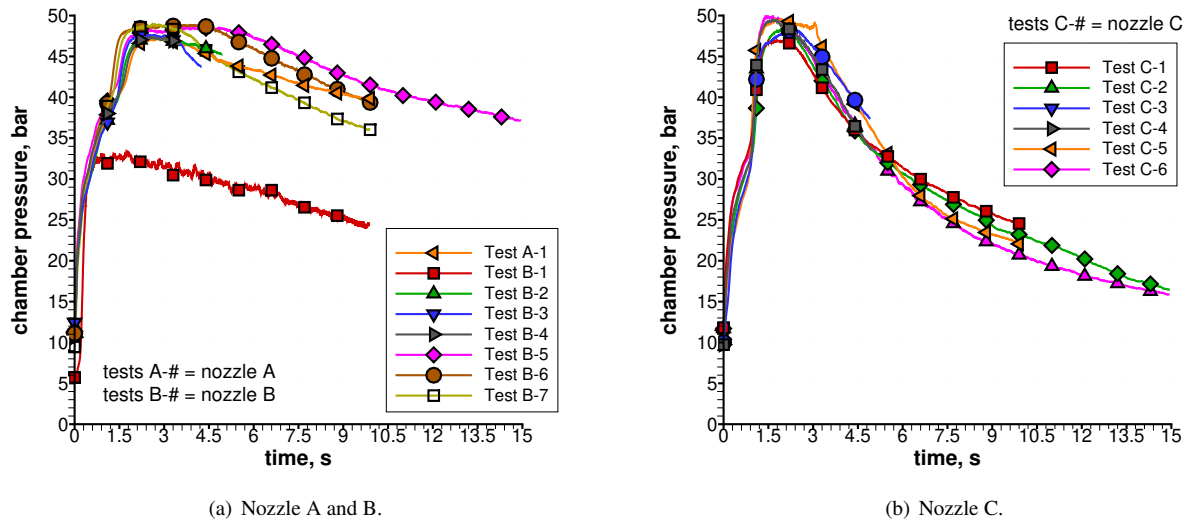 50
45
40
35
30
25
20
15
10
5
0
chamber pressure, bar
0 1.5 3 4.5 6 7.5 9 10.5 12 13.5 15
time, s
Test A-1
Test B-1
Test B-2
Test B-3
Test B-4
Test B-5
Test B-6
Test B-7
tests A-# = nozzle A
tests B-# = nozzle B
(a) Nozzle A and B.
50
45
40
35
30
25
20
15
10
5
0
chamber pressure, bar
0 1.5 3 4.5 6 7.5 9 10.5 12 13.5 15
time, s
tests C-# = nozzle C
Test C-1
Test C-2
Test C-3
Test C-4
Test C-5
Test C-6
(b) Nozzle C.